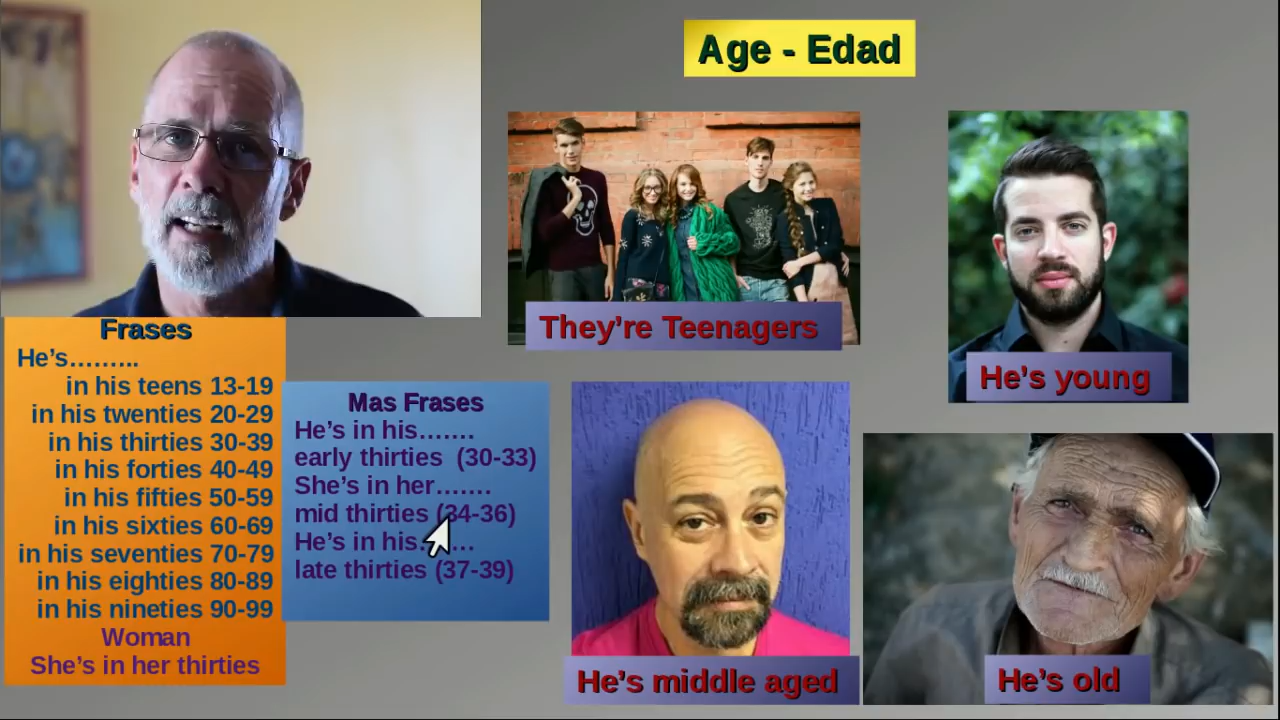 Age - Edad
They're Teenagers
He's young
Frases
He's.........
in his teens 13-19
in his twenties 20-29
in his thirties 30-39
in his forties 40-49
in his fifties 50-59
in his sixties 60-69
in his seventies 70-79
in his eighties 80-89
in his nineties 90-99
Woman
She's in her thirties
Mas Frases
He's in his.......
early thirties (30-33)
She's in her.......
mid thirties (34-36)
He's in his.......
late thirties (37-39)
He's middle aged
He's old